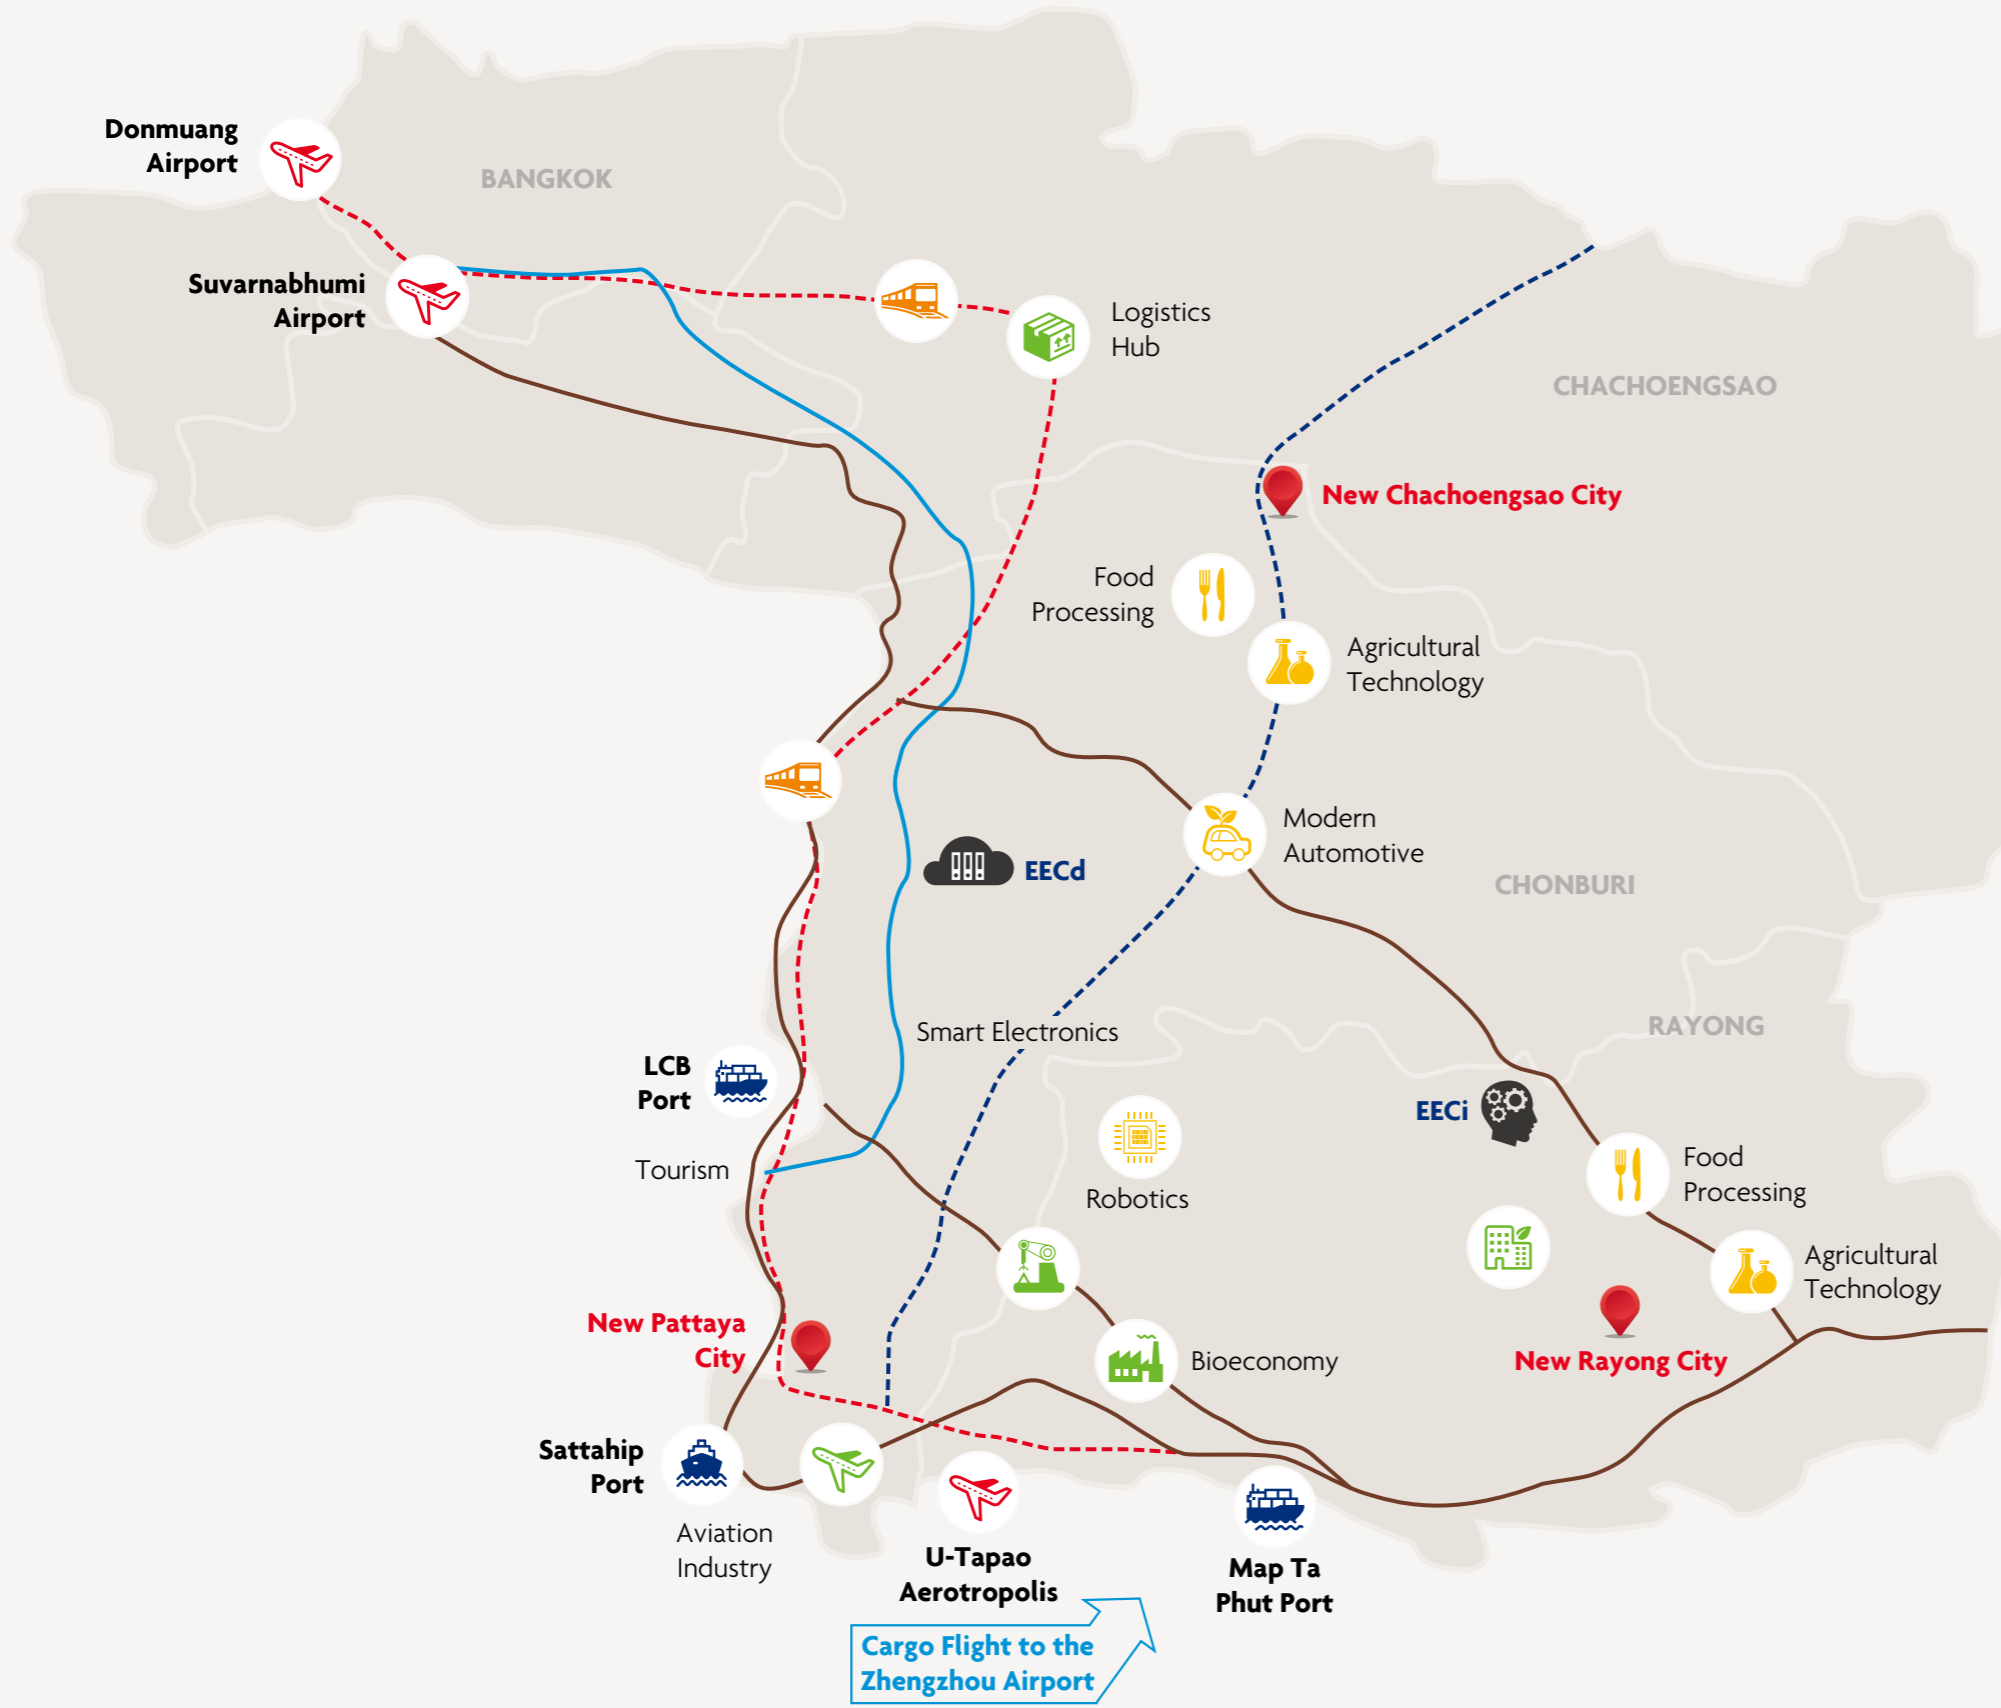 Donmuang
Airport
BANGKOK
Suvarnabhumi
Airport
Logistics
Hub
CHACHOENGSAO
New Chachoengsao City
Food
Processing
Agricultural
Technology
Modern
Automotive
EECd
CHONBURI
Smart Electronics
RAYONG
LCB
Port
EECi
Tourism
Robotics
Food
Processing
Agricultural
Technology
New Pattaya
City
Bioeconomy
New Rayong City
Sattahip
Port
Aviation
Industry
U-Tapao
Aerotropolis
Map Ta
Phut Port
Cargo Flight to the
Zhengzhou Airport